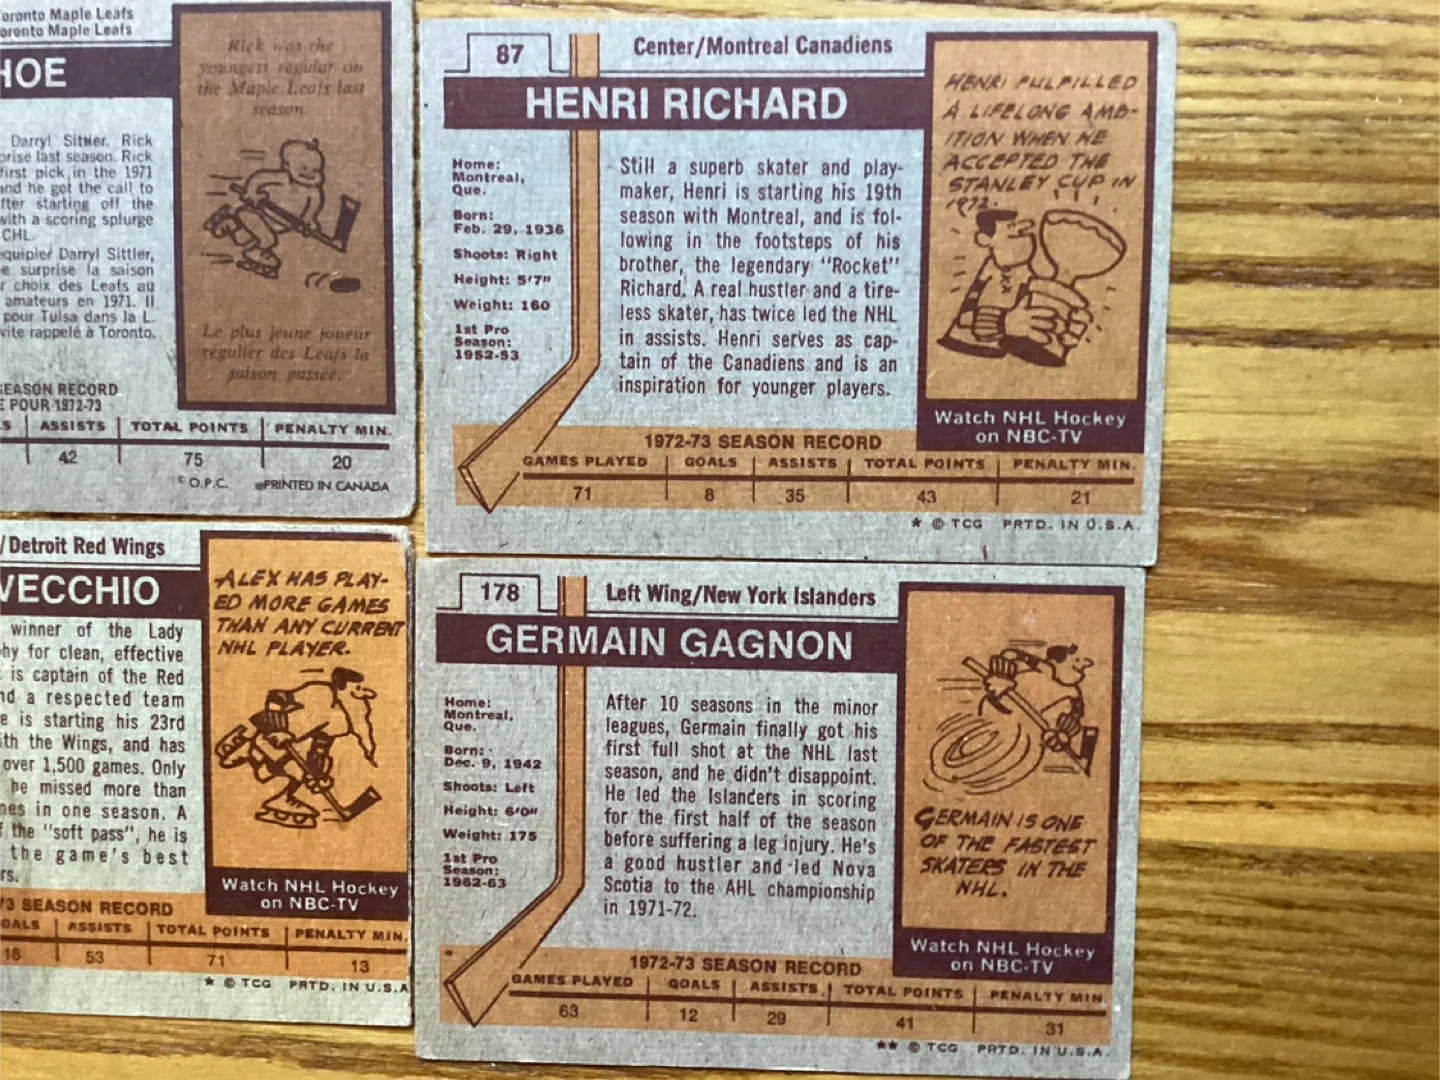 oronto Maple Leafs
oronto Maple Leafs
HOE
Darryl Sittler, Rick
prise last season. Rick
first pick in the 1971
and he got the call to
fter starting off the
with a scoring splurge
CHL.
equipier Darryl Sittler,
e surprise la saison
r choix des Leafs au
amateurs en 1971. Il
pour Tulsa dans la L.
vite rappelé à Toronto.
Rick was the
youngest regular on
the Maple Leafs last
season.
Le plus jeune joueur
régulier des Leafs la
saison passée.
SEASON RECORD
E POUR 1972-73
S ASSISTS TOTAL POINTS PENALTY MIN.
42 75 20
© O.P.C. PRINTED IN CANADA
87
Center/Montreal Canadiens
HENRI RICHARD
Home:
Montreal,
Que.
Born:
Feb. 29, 1936
Shoots: Right
Height: 5'7"
Weight: 160
1st Pro
Season:
1952-53
Still a superb skater and play-
maker, Henri is starting his 19th
season with Montreal, and is fol-
lowing in the footsteps of his
brother, the legendary "Rocket"
Richard. A real hustler and a tire-
less skater, has twice led the NHL
in assists. Henri serves as cap-
tain of the Canadiens and is an
inspiration for younger players.
HENRI FULFILLED
A LIFELONG AMB-
ITION WHEN HE
ACCEPTED THE
STANLEY CUP IN
1972.
Watch NHL Hockey
on NBC-TV
1972-73 SEASON RECORD
GAMES PLAYED GOALS ASSISTS TOTAL POINTS PENALTY MIN.
71 8 35 43 21
* © TCG PRTD. IN U.S.A.
/Detroit Red Wings
VECCHIO
winner of the Lady
hy for clean, effective
is captain of the Red
nd a respected team
e is starting his 23rd
ith the Wings, and has
over 1,500 games. Only
he missed more than
nes in one season. A
f the "soft pass", he is
the game's best
rs.
ALEX HAS PLAY-
ED MORE GAMES
THAN ANY CURRENT
NHL PLAYER.
Watch NHL Hockey
on NBC-TV
73 SEASON RECORD
OALS ASSISTS TOTAL POINTS PENALTY MIN.
18 53 71 13
* © TCG PRTD. IN U.S.A
178
Left Wing/New York Islanders
GERMAIN GAGNON
Home:
Montreal,
Que.
Born:
Dec. 9, 1942
Shoots: Left
Height: 6'0"
Weight: 175
1st Pro
Season:
1962-63
After 10 seasons in the minor
leagues, Germain finally got his
first full shot at the NHL last
season, and he didn't disappoint.
He led the Islanders in scoring
for the first half of the season
before suffering a leg injury. He's
a good hustler and led Nova
Scotia to the AHL championship
in 1971-72.
GERMAIN IS ONE
OF THE FASTEST
SKATERS IN THE
NHL.
Watch NHL Hockey
on NBC-TV
1972-73 SEASON RECORD
GAMES PLAYED GOALS ASSISTS TOTAL POINTS PENALTY MIN.
63 12 29 41 31
** © TCG PRTD. IN U.S.A.